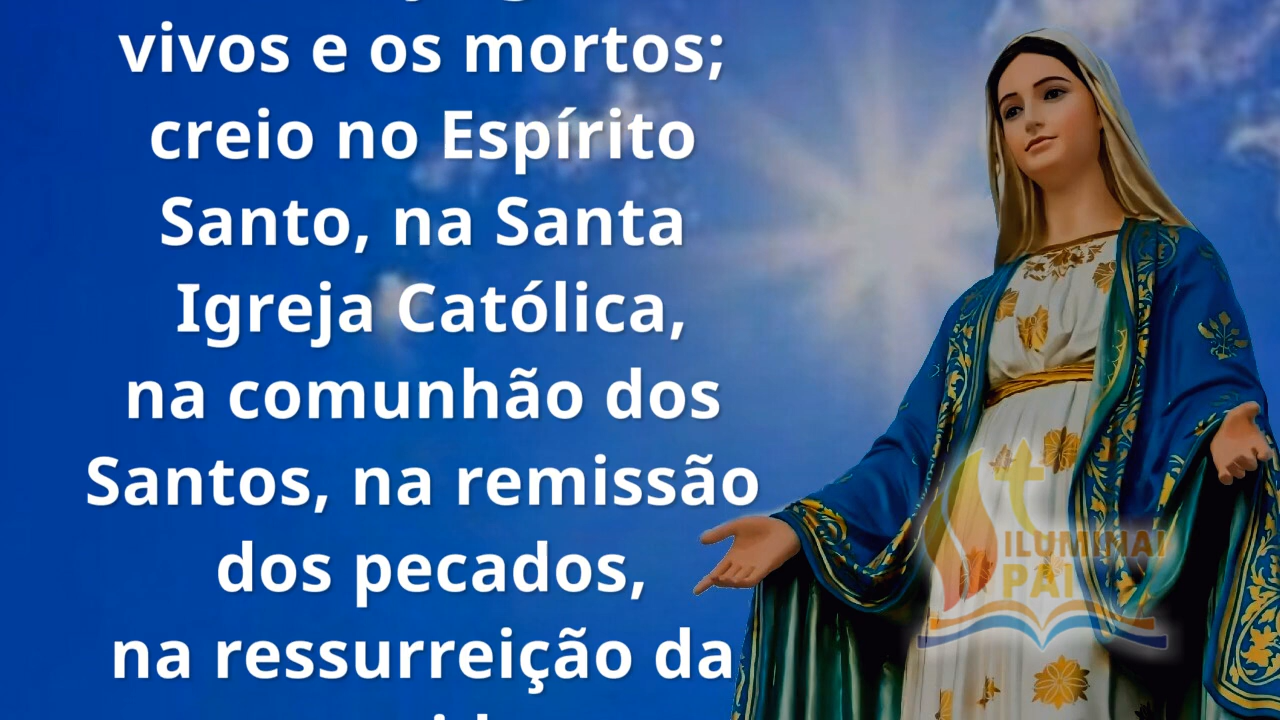 vivos e os mortos;
creio no Espírito
Santo, na Santa
Igreja Católica,
na comunhão dos
Santos, na remissão
dos pecados,
na ressurreição da
ILUMINAI
PAI